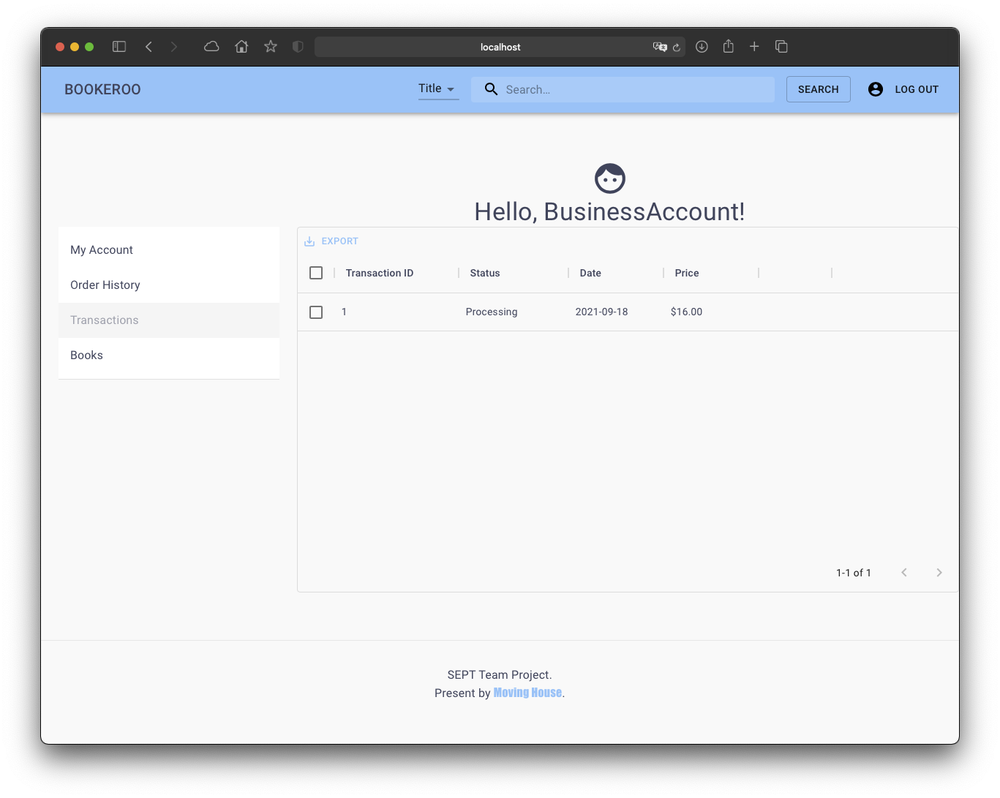 localhost
BOOKEROO
Title
Search...
SEARCH
LOG OUT
Hello, BusinessAccount!
My Account
Order History
Transactions
Books
EXPORT
Transaction ID Status Date Price
1 Processing 2021-09-18 $16.00
1-1 of 1
SEPT Team Project.
Present by Moving House.